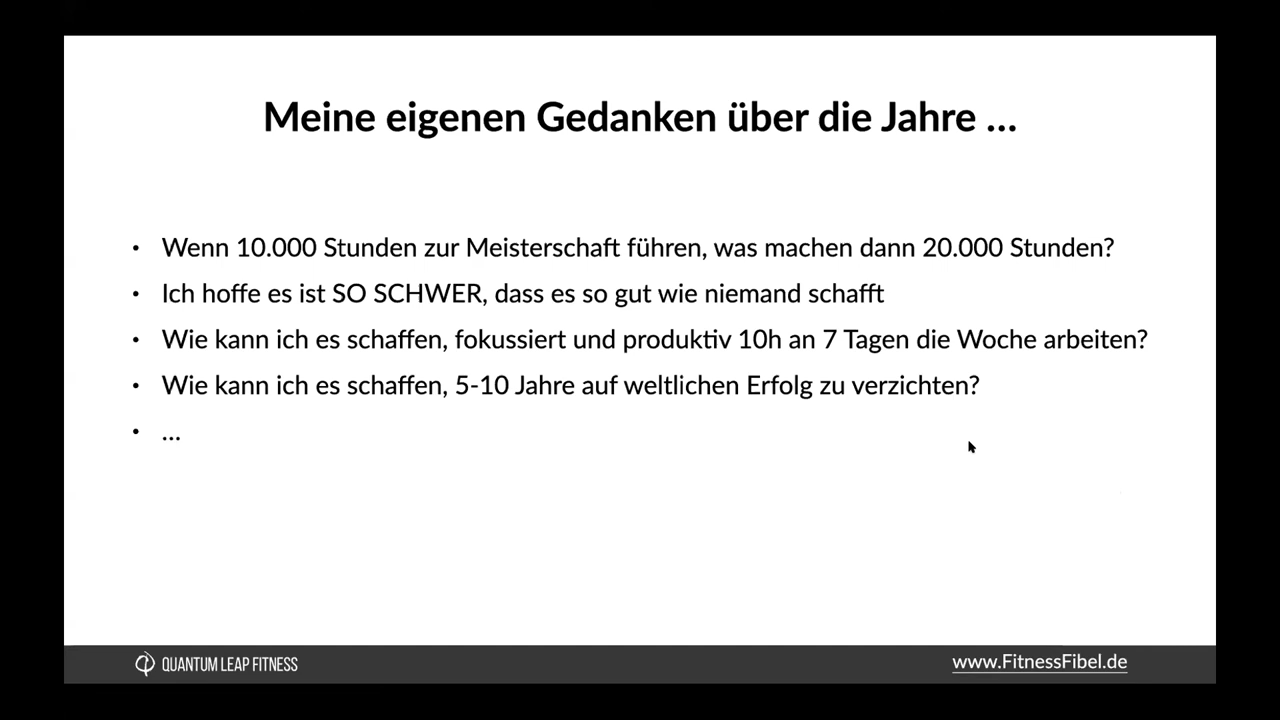 Meine eigenen Gedanken über die Jahre ...
• Wenn 10.000 Stunden zur Meisterschaft führen, was machen dann 20.000 Stunden?
• Ich hoffe es ist SO SCHWER, dass es so gut wie niemand schafft
• Wie kann ich es schaffen, fokussiert und produktiv 10h an 7 Tagen die Woche arbeiten?
• Wie kann ich es schaffen, 5-10 Jahre auf weltlichen Erfolg zu verzichten?
• ...
QUANTUM LEAP FITNESS
www.FitnessFibel.de